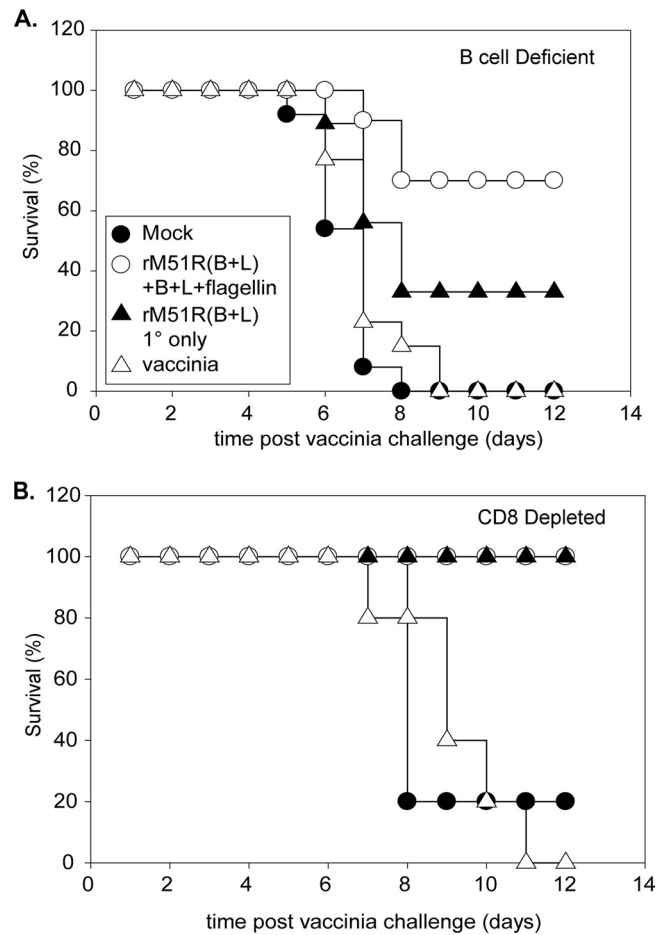 A.
120
100
80
60
40
20
0
Survival (%)
B cell Deficient
Mock
rM51R(B+L)
+B+L+flagellin
rM51R(B+L)
1° only
vaccinia
0 2 4 6 8 10 12 14
time post vaccinia challenge (days)
B.
120
100
80
60
40
20
0
Survival (%)
CD8 Depleted
0 2 4 6 8 10 12 14
time post vaccinia challenge (days)